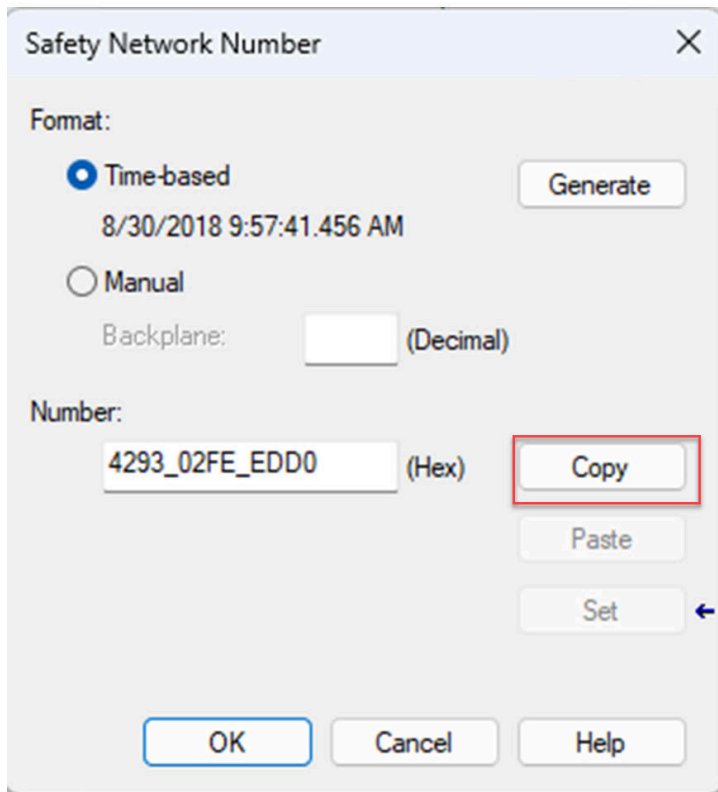 Safety Network Number
Format:
Time-based
Generate
8/30/2018 9:57:41.456 AM
Manual
Backplane:
(Decimal)
Number:
4293_02FE_EDD0 (Hex) Copy
Paste
Set
OK Cancel Help